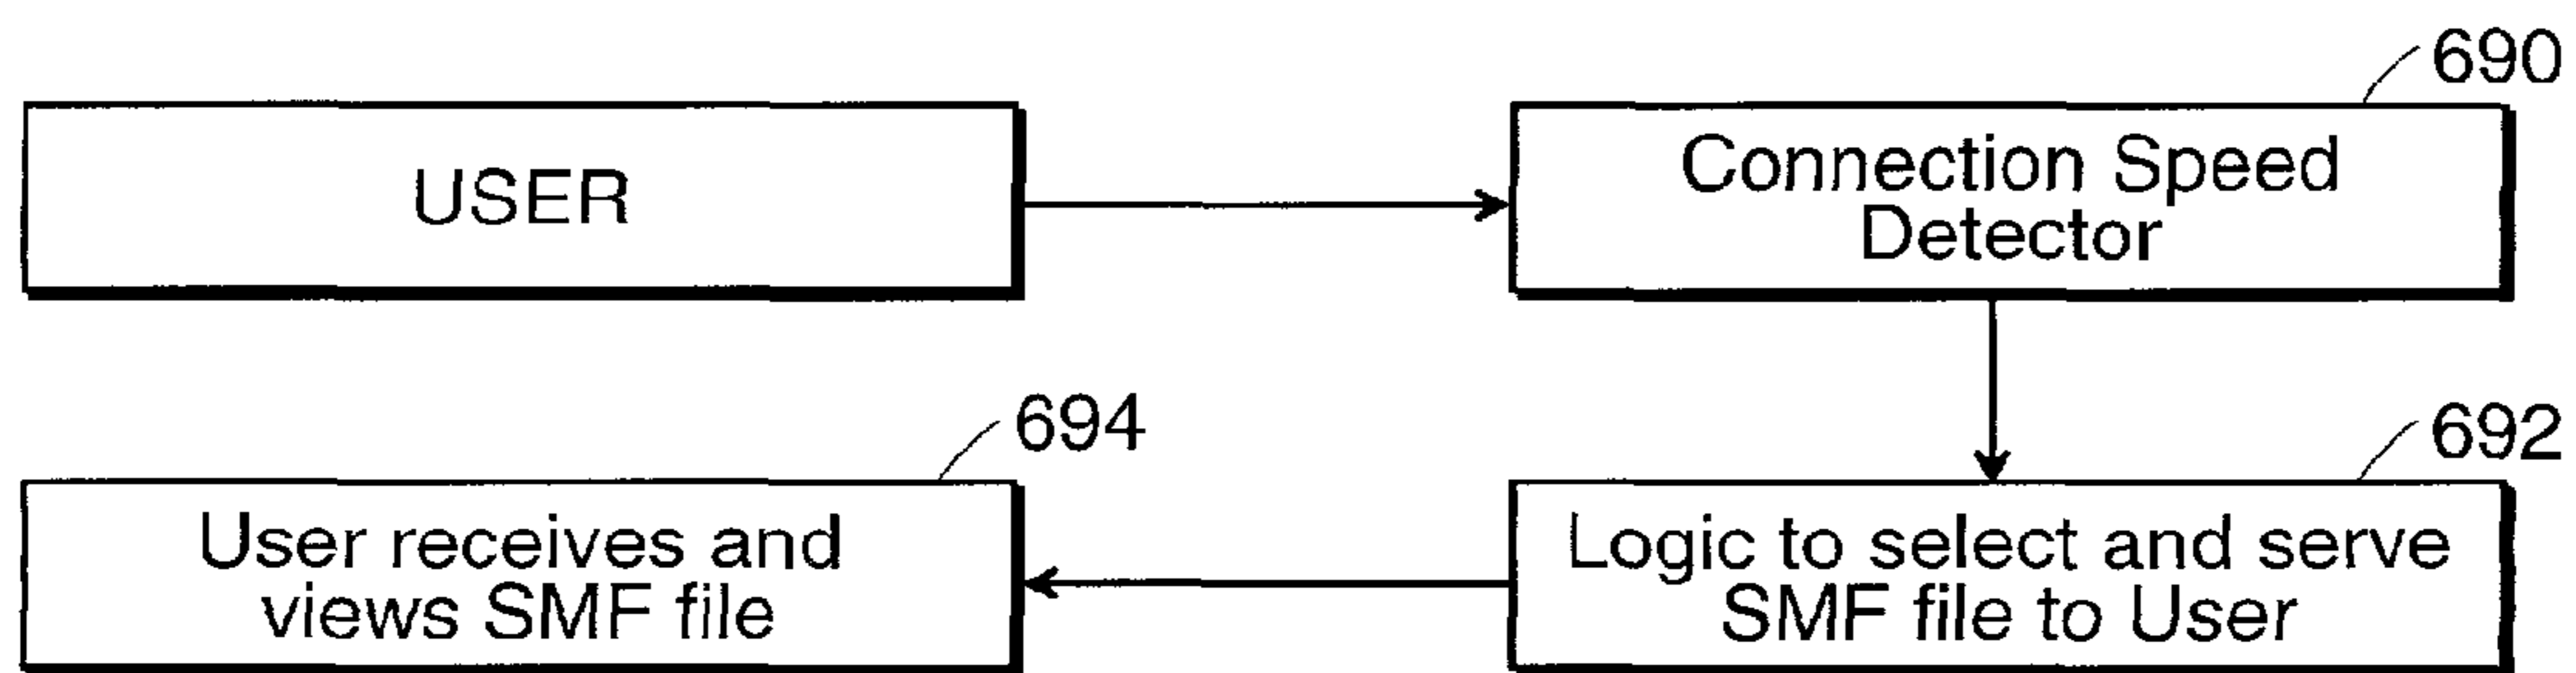 690
USER
Connection Speed
Detector
694
692
User receives and
views SMF file
Logic to select and serve
SMF file to User